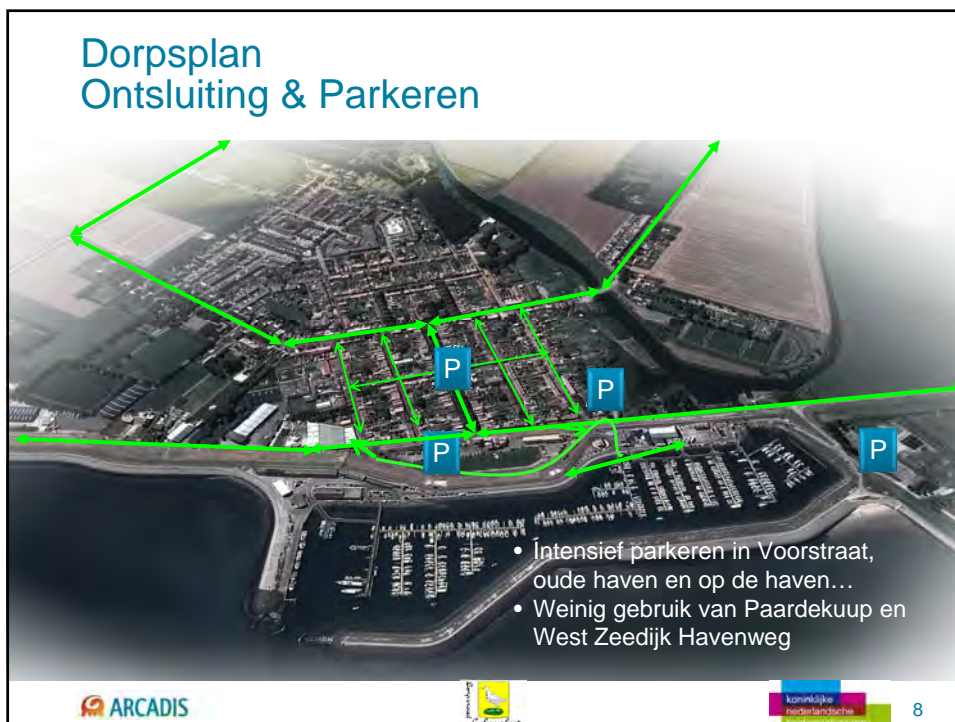 Dorpsplan
Ontsluiting & Parkeren
P
P
P
P
• Intensief parkeren in Voorstraat,
oude haven en op de haven…
• Weinig gebruik van Paardekuup en
West Zeedijk Havenweg
ARCADIS
koninklijke
nederlandsche
8